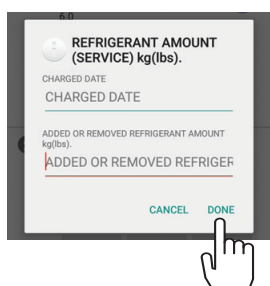 6.0
REFRIGERANT AMOUNT
(SERVICE) kg(lbs).
CHARGED DATE
CHARGED DATE
ADDED OR REMOVED REFRIGERANT AMOUNT
kg(lbs).
ADDED OR REMOVED REFRIGER
CANCEL DONE